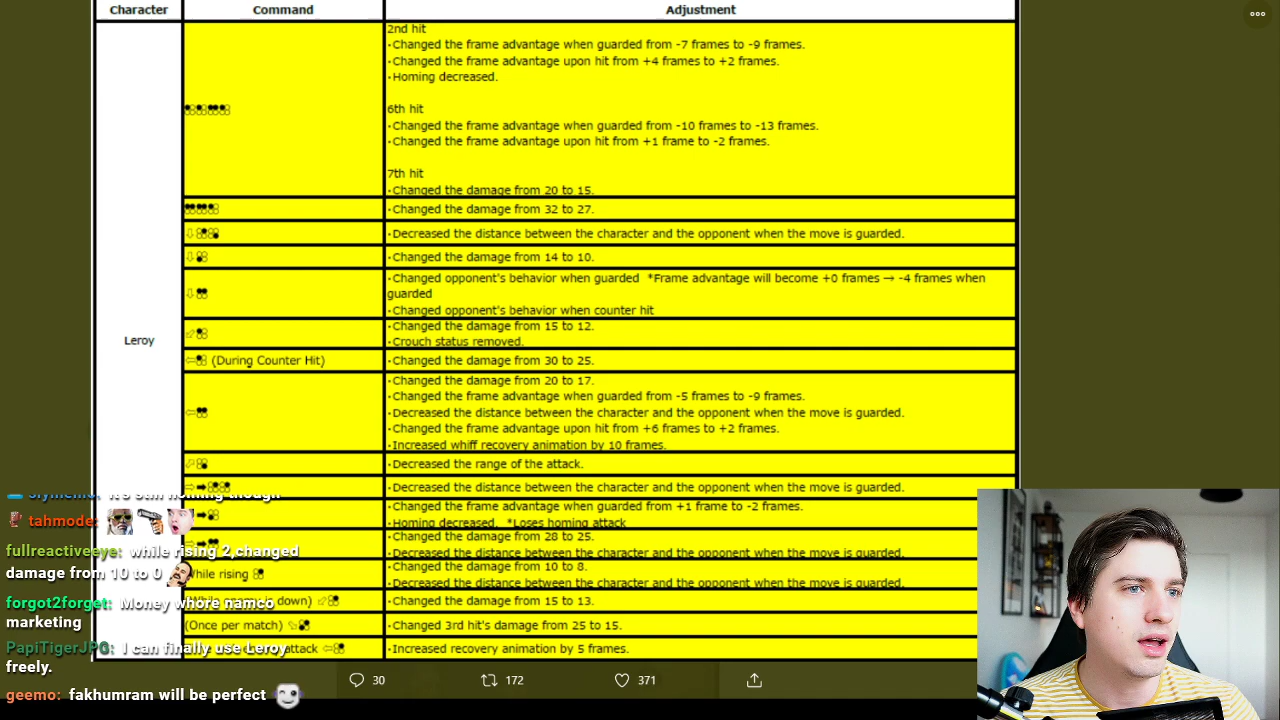 Character Command Adjustment
2nd hit
・Changed the frame advantage when guarded from -7 frames to -9 frames.
・Changed the frame advantage upon hit from +4 frames to +2 frames.
・Homing decreased.
6th hit
・Changed the frame advantage when guarded from -10 frames to -13 frames.
・Changed the frame advantage upon hit from +1 frame to -2 frames.
7th hit
・Changed the damage from 20 to 15.
・Changed the damage from 32 to 27.
・Decreased the distance between the character and the opponent when the move is guarded.
・Changed the damage from 14 to 10.
・Changed opponent's behavior when guarded *Frame advantage will become +0 frames → -4 frames when
guarded
・Changed opponent's behavior when counter hit
・Changed the damage from 15 to 12.
・Crouch status removed.
Leroy
(During Counter Hit) ・Changed the damage from 30 to 25.
・Changed the damage from 20 to 17.
・Changed the frame advantage when guarded from -5 frames to -9 frames.
・Decreased the distance between the character and the opponent when the move is guarded.
・Changed the frame advantage upon hit from +6 frames to +2 frames.
・Increased whiff recovery animation by 10 frames.
・Decreased the range of the attack.
・Decreased the distance between the character and the opponent when the move is guarded.
・Changed the frame advantage when guarded from +1 frame to -2 frames.
・Homing decreased. *Loses homing attack
・Changed the damage from 28 to 25.
・Decreased the distance between the character and the opponent when the move is guarded.
While rising ・Changed the damage from 10 to 8.
・Decreased the distance between the character and the opponent when the move is guarded.
is down) ・Changed the damage from 15 to 13.
(Once per match) ・Changed 3rd hit's damage from 25 to 15.
attack ・Increased recovery animation by 5 frames.
it's still homing though
tahmode:
fullreactiveeye: while rising 2,changed
damage from 10 to 0
forgot2forget: Money whore namco
marketing
PapiTigerJPG: I can finally use Leroy
freely.
geemo: fakhumram will be perfect
30 172 371